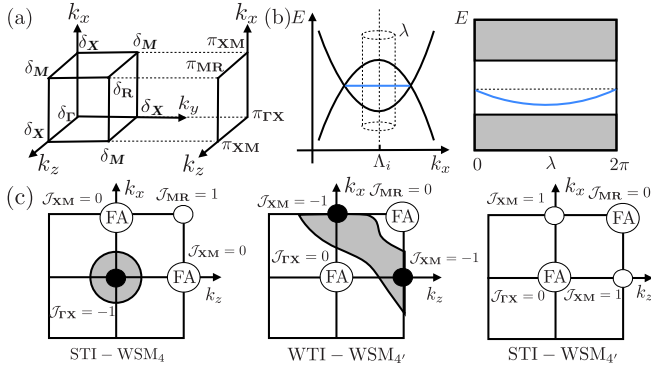 (a)
k_x
δ_X
δ_M
π_XM
δ_M
π_MR
δ_R
δ_Γ
δ_X
k_y
π_ΓX
δ_X
δ_M
π_XM
k_z
k_z
(b)
E
λ
Λ_i
k_x
E
0
λ
2π
(c)
k_x
𝒥_XM = 0
𝒥_MR = 1
FA
𝒥_XM = 0
FA
k_z
𝒥_ΓX = −1
STI − WSM_4
k_x
𝒥_XM = −1
𝒥_MR = 0
FA
𝒥_ΓX = 0
𝒥_XM = −1
FA
k_z
WTI − WSM_4′
k_x
𝒥_XM = 1
𝒥_MR = 0
FA
FA
𝒥_ΓX = 0
𝒥_XM = 1
k_z
STI − WSM_4′